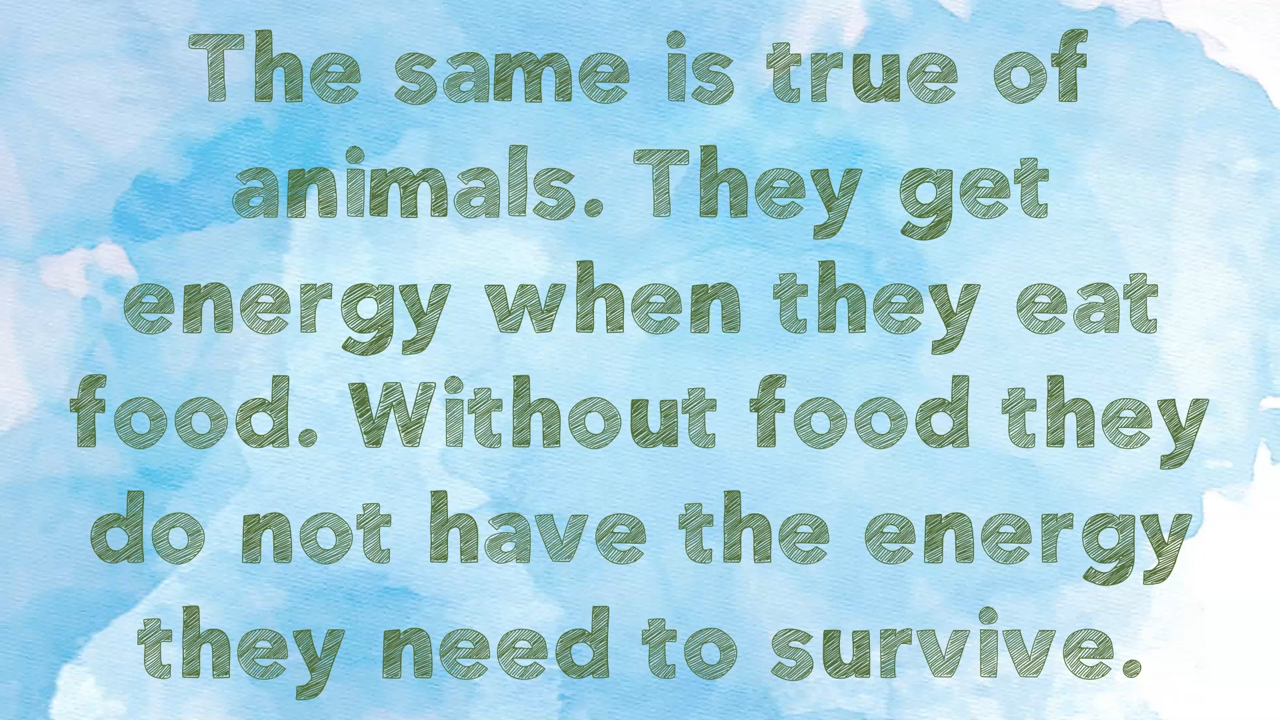 The same is true of
animals. They get
energy when they eat
food. Without food they
do not have the energy
they need to survive.